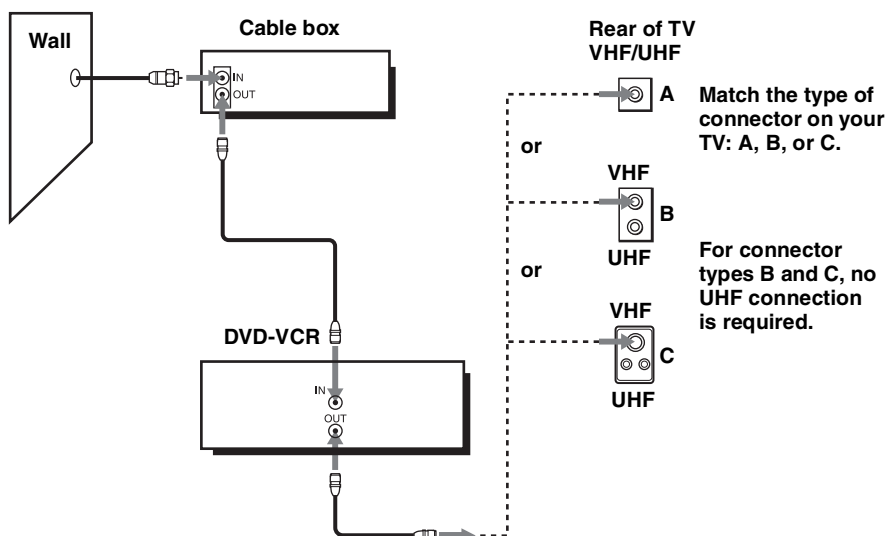 Wall
Cable box
IN
OUT
DVD-VCR
IN
OUT
Rear of TV
VHF/UHF
A
or
VHF
B
UHF
or
VHF
C
UHF
Match the type of
connector on your
TV: A, B, or C.
For connector
types B and C, no
UHF connection
is required.